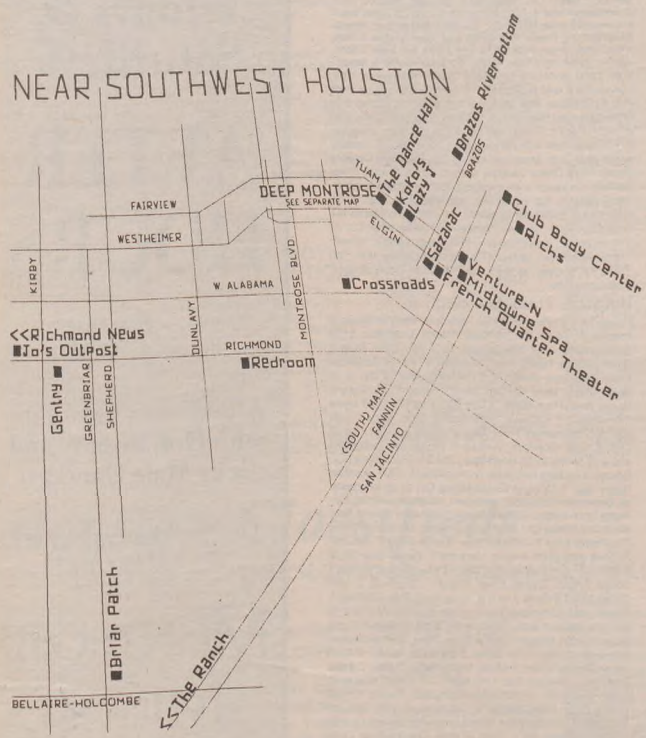 NEAR SOUTHWEST HOUSTON
■Brazos River Bottom
BRAZOS
TUAM
■The Dance Hall
■KoKo's
■Lazy J
DEEP MONTROSE
SEE SEPARATE MAP
FAIRVIEW
WESTHEIMER
ELGIN
■Club Body Center
■Richs
■Sazarac
■Venture-N
■Midtowne Spa
■French Quarter Theater
KIRBY
W ALABAMA
■Crossroads
MONTROSE BLVD
DUNLAVY
<<Richmond News
■Jo's Outpost
RICHMOND
■Redroom
Gentry■
GREENBRIAR
SHEPHERD
(SOUTH) MAIN
FANNIN
SAN JACINTO
■Briar Patch
<<The Ranch
BELLAIRE-HOLCOMBE